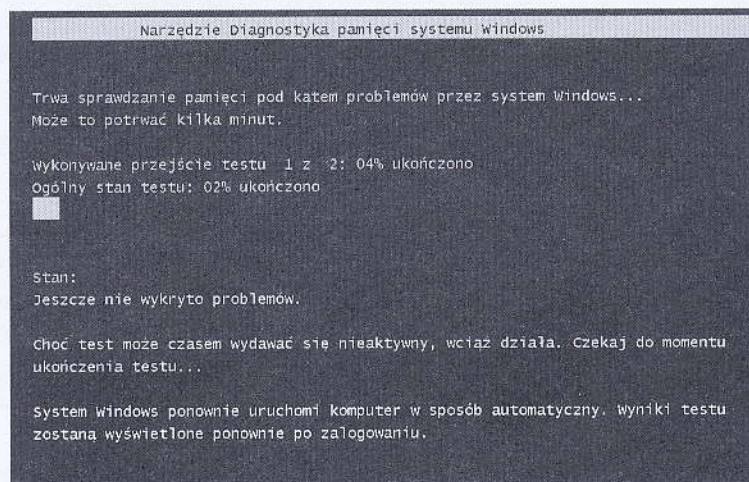 Narzędzie Diagnostyka pamięci systemu Windows
Trwa sprawdzanie pamięci pod kątem problemów przez system Windows...
Może to potrwać kilka minut.
Wykonywane przejście testu 1 z 2: 04% ukończono
Ogólny stan testu: 02% ukończono
Stan:
Jeszcze nie wykryto problemów.
Choć test może czasem wydawać się nieaktywny, wciąż działa. Czekaj do momentu
ukończenia testu...
System Windows ponownie uruchomi komputer w sposób automatyczny. Wyniki testu
zostaną wyświetlone ponownie po zalogowaniu.